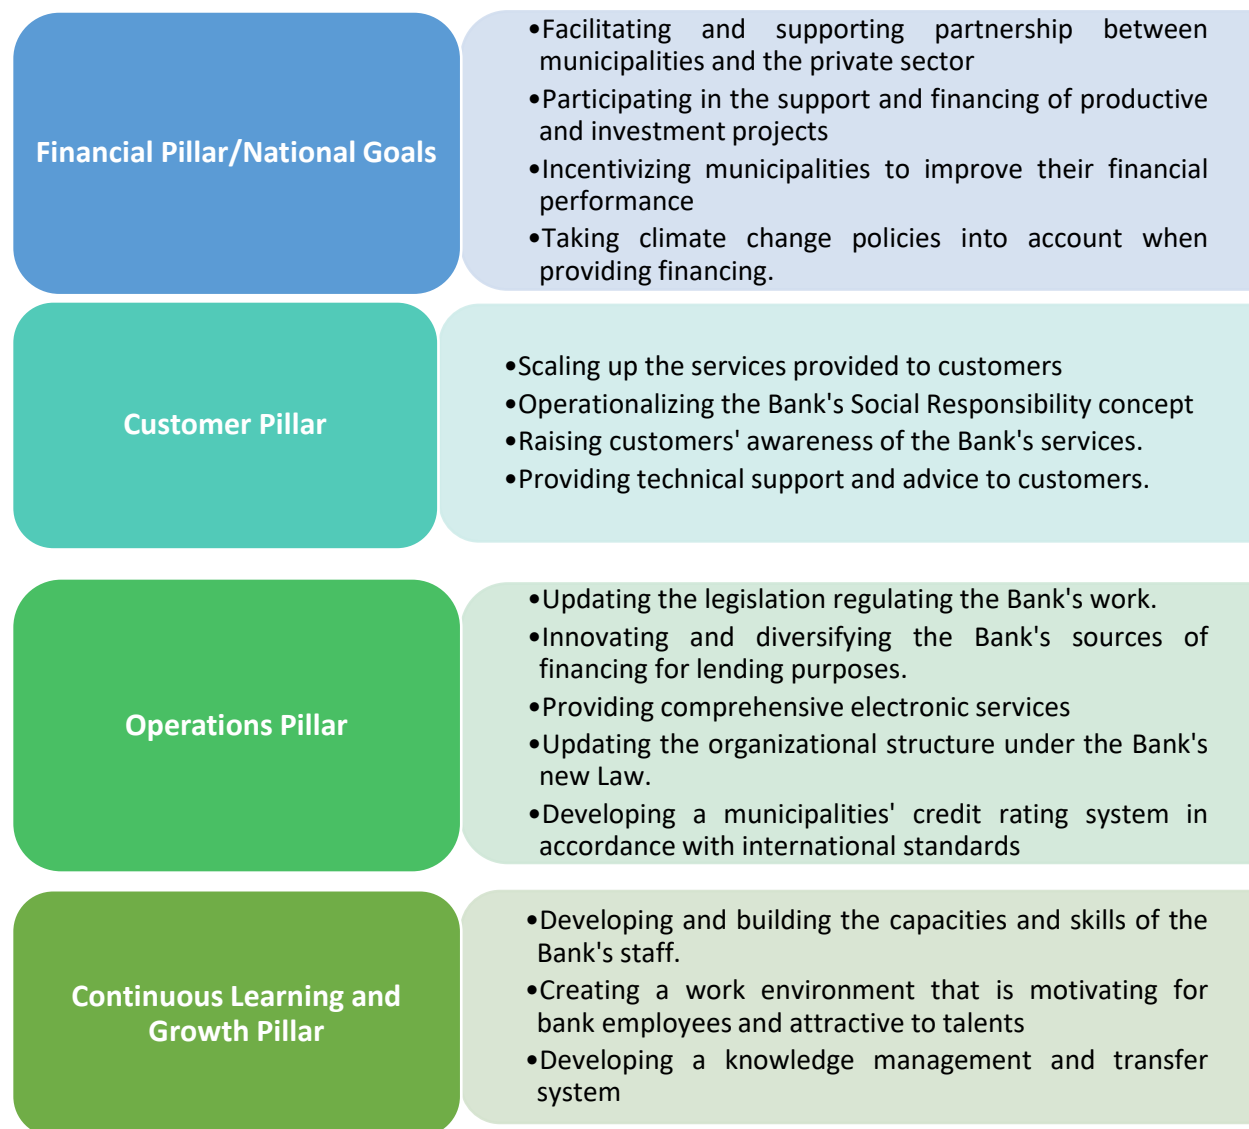 Financial Pillar/National Goals
•Facilitating and supporting partnership between
municipalities and the private sector
•Participating in the support and financing of productive
and investment projects
•Incentivizing municipalities to improve their financial
performance
•Taking climate change policies into account when
providing financing.
Customer Pillar
•Scaling up the services provided to customers
•Operationalizing the Bank's Social Responsibility concept
•Raising customers' awareness of the Bank's services.
•Providing technical support and advice to customers.
Operations Pillar
•Updating the legislation regulating the Bank's work.
•Innovating and diversifying the Bank's sources of
financing for lending purposes.
•Providing comprehensive electronic services
•Updating the organizational structure under the Bank's
new Law.
•Developing a municipalities' credit rating system in
accordance with international standards
Continuous Learning and
Growth Pillar
•Developing and building the capacities and skills of the
Bank's staff.
•Creating a work environment that is motivating for
bank employees and attractive to talents
•Developing a knowledge management and transfer
system